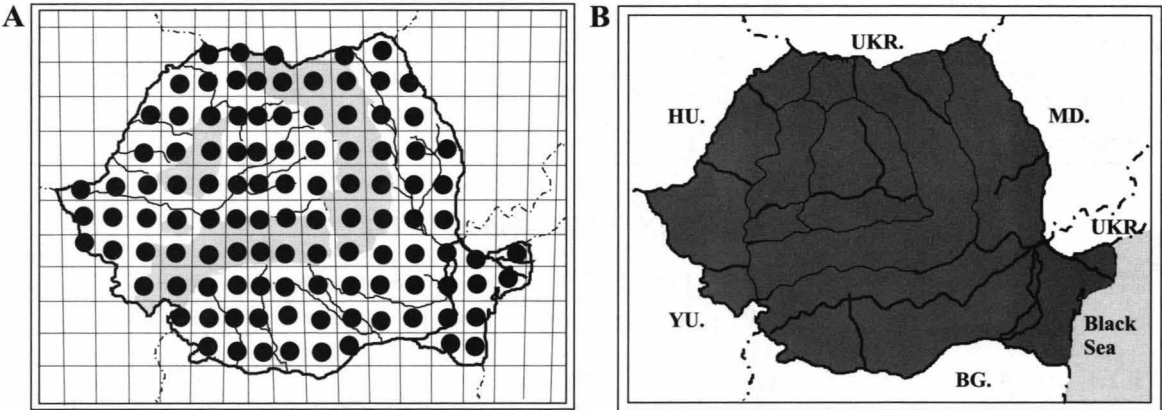 A
B
UKR.
HU.
MD.
UKR.
YU.
Black
Sea
BG.